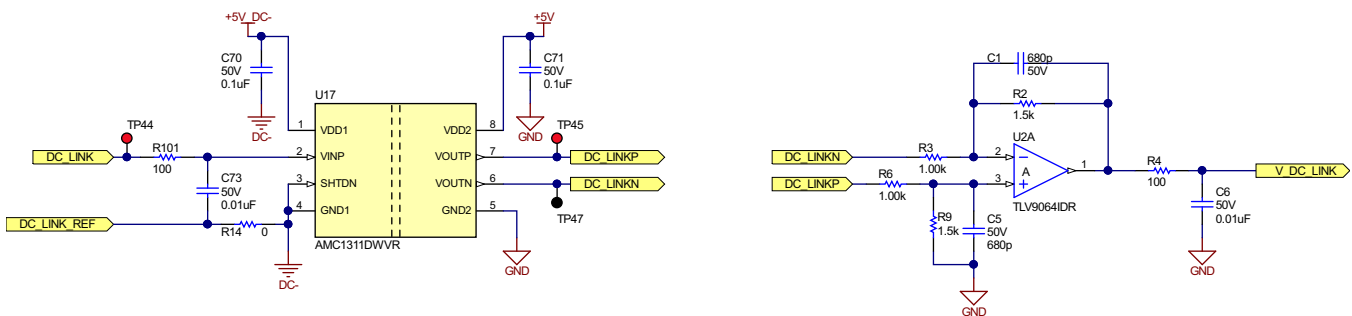 +5V_DC-
C70
50V
0.1uF
DC-
+5V
C71
50V
0.1uF
GND
U17
1
VDD1
VDD2
8
2
VINP
VOUTP
7
3
SHTDN
VOUTN
6
4
GND1
GND2
5
AMC1311DWVR
TP44
DC_LINK
R101
100
C73
50V
0.01uF
DC_LINK_REF
R14
0
DC-
TP45
DC_LINKP
DC_LINKN
TP47
GND
C1
680p
50V
R2
1.5k
U2A
DC_LINKN
R3
1.00k
2
DC_LINKP
R6
1.00k
3
A
1
TLV9064IDR
R9
1.5k
C5
50V
680p
GND
R4
100
V_DC_LINK
C6
50V
0.01uF
GND